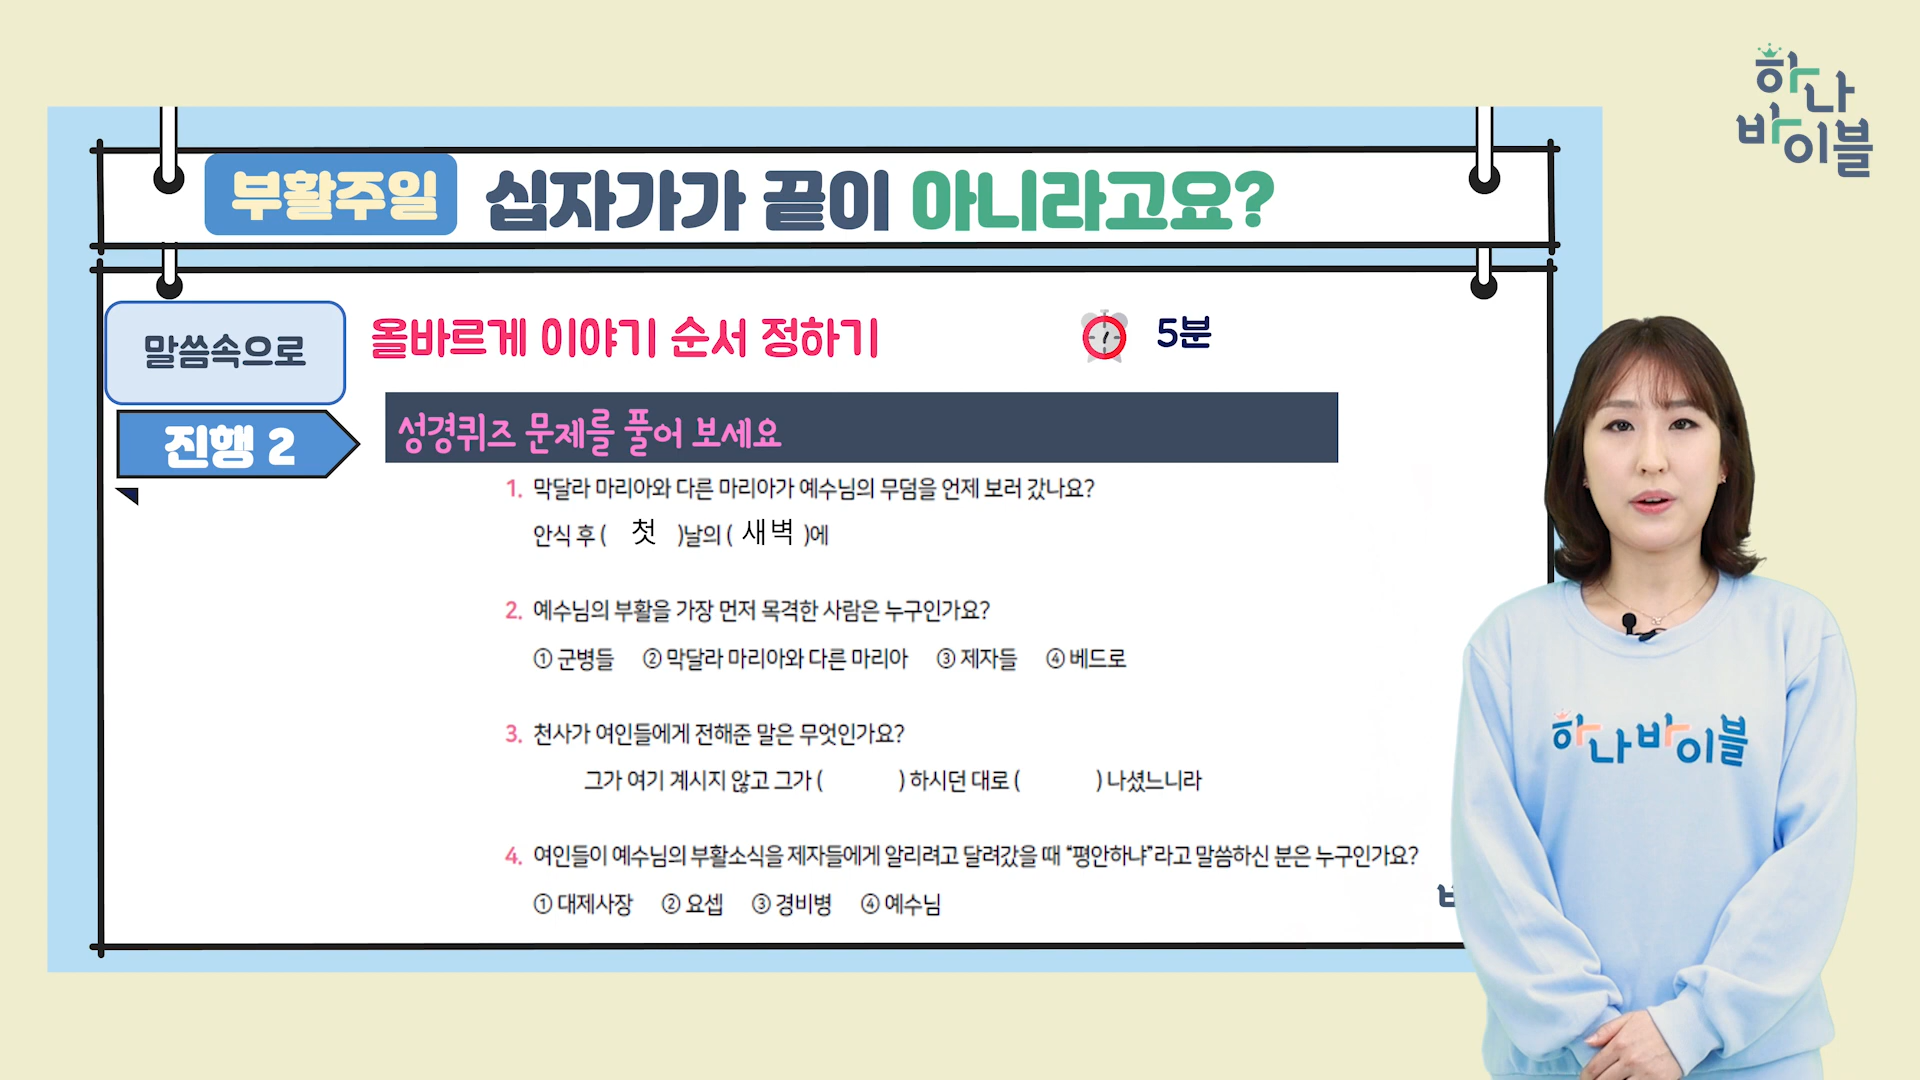 하나
바이블
부활주일 십자가가 끝이 아니라고요?
말씀속으로 올바르게 이야기 순서 정하기 5분
진행 2 성경퀴즈 문제를 풀어 보세요
1. 막달라 마리아와 다른 마리아가 예수님의 무덤을 언제 보러 갔나요?
안식 후 ( 첫 )날의 ( 새벽 )에
2. 예수님의 부활을 가장 먼저 목격한 사람은 누구인가요?
① 군병들 ② 막달라 마리아와 다른 마리아 ③ 제자들 ④ 베드로
3. 천사가 여인들에게 전해준 말은 무엇인가요?
그가 여기 계시지 않고 그가 ( ) 하시던 대로 ( ) 나셨느니라
4. 여인들이 예수님의 부활소식을 제자들에게 알리려고 달려갔을 때 “평안하냐”라고 말씀하신 분은 누구인가요?
① 대제사장 ② 요셉 ③ 경비병 ④ 예수님
하나바이블